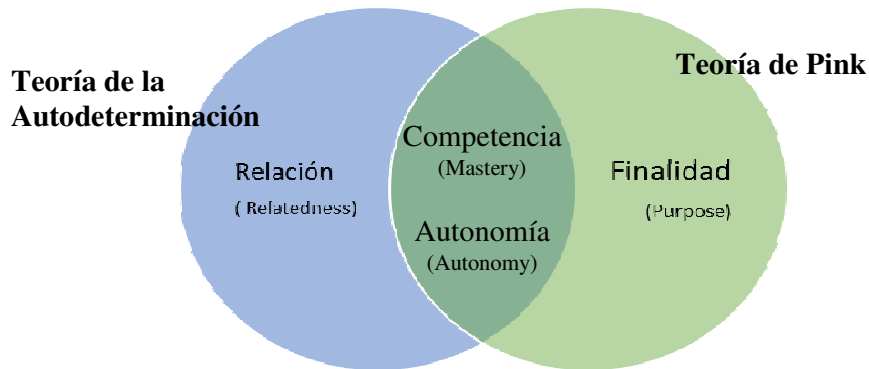 Teoría de la
Autodeterminación
Teoría de Pink
Relación
( Relatedness)
Competencia
(Mastery)
Autonomía
(Autonomy)
Finalidad
(Purpose)